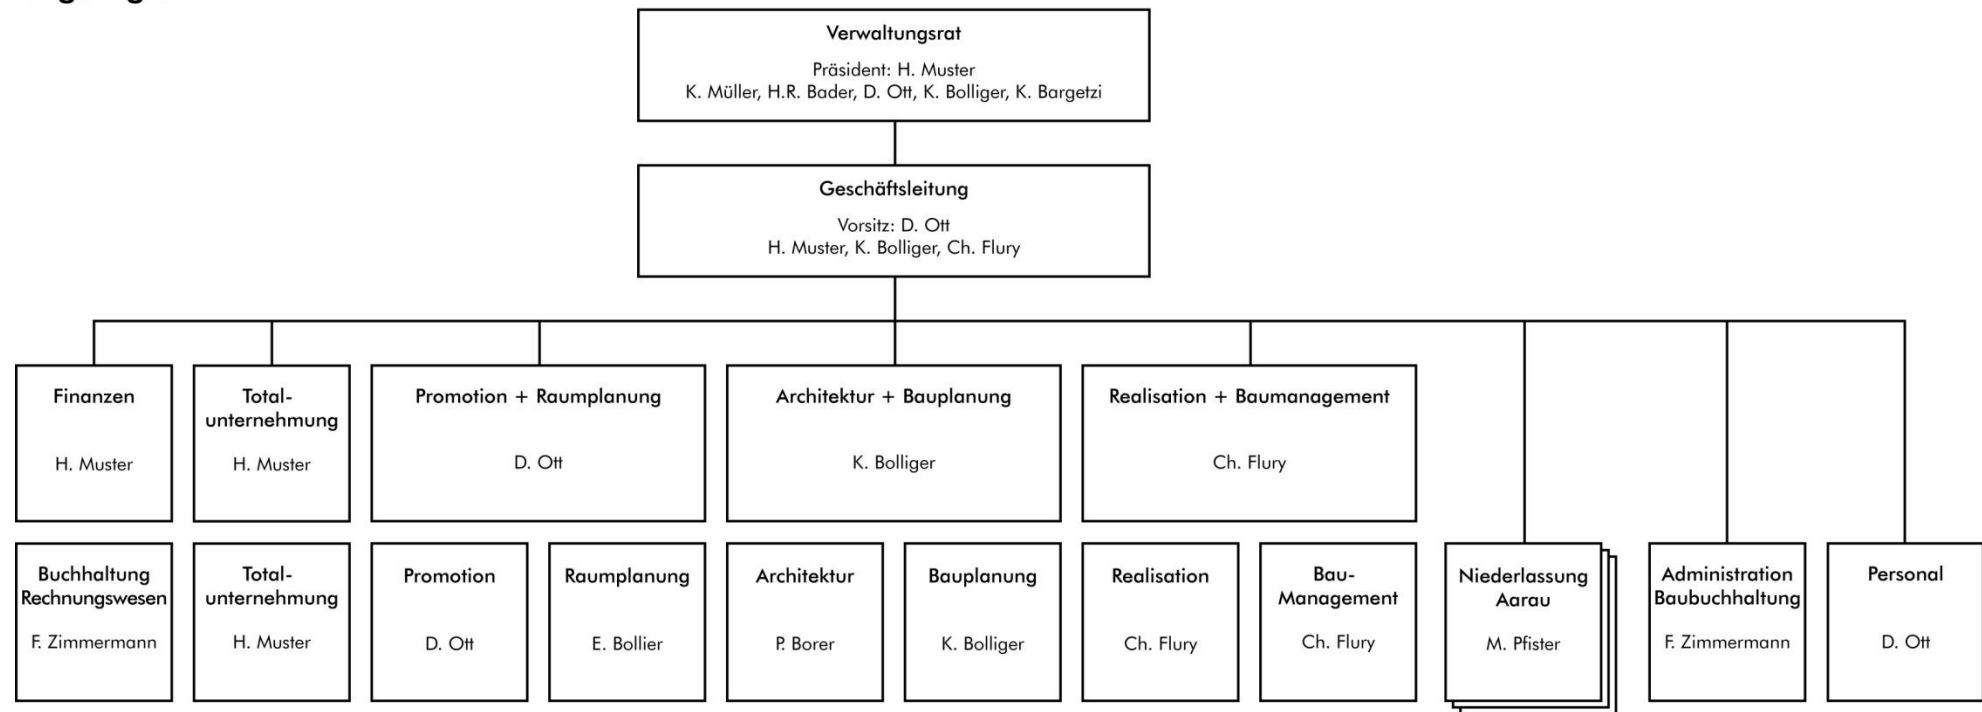 Verwaltungsrat
Präsident: H. Muster
K. Müller, H.R. Bader, D. Ott, K. Bolliger, K. Bargetzi
Geschäftsleitung
Vorsitz: D. Ott
H. Muster, K. Bolliger, Ch. Flury
Finanzen
H. Muster
Total-
unternehmung
H. Muster
Promotion + Raumplanung
D. Ott
Architektur + Bauplanung
K. Bolliger
Realisation + Baumanagement
Ch. Flury
Buchhaltung
Rechnungswesen
F. Zimmermann
Total-
unternehmung
H. Muster
Promotion
D. Ott
Raumplanung
E. Bollier
Architektur
P. Borer
Bauplanung
K. Bolliger
Realisation
Ch. Flury
Bau-
Management
Ch. Flury
Niederlassung
Aarau
M. Pfister
Administration
Baubuchhaltung
F. Zimmermann
Personal
D. Ott